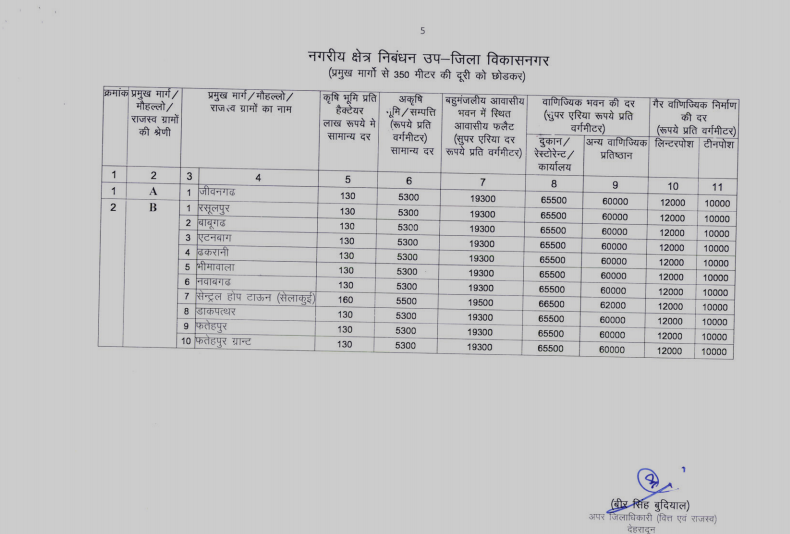 5
नगरीय क्षेत्र निबंधन उप–जिला विकासनगर
(प्रमुख मार्गो से 350 मीटर की दूरी को छोडकर)
क्रमांक प्रमुख मार्ग/मौहल्लो/राजस्व ग्रामों की श्रेणी प्रमुख मार्ग/मौहल्लो/राजस्व ग्रामों का नाम कृषि भूमि प्रति हैक्टेयर लाख रूपये मे सामान्य दर अकृषि भूमि/सम्पत्ति (रूपये प्रति वर्गमीटर) सामान्य दर बहुमंजलीय आवासीय भवन में स्थित आवासीय फलैट (सुपर एरिया दर रूपये प्रति वर्गमीटर) वाणिज्यिक भवन की दर (सुपर एरिया रूपये प्रति वर्गमीटर) गैर वाणिज्यिक निर्माण की दर (रूपये प्रति वर्गमीटर)
दुकान/रेस्टोरेन्ट/कार्यालय अन्य वाणिज्यिक प्रतिष्ठान लिन्टरपोश टीनपोश
1 2 3 4 5 6 7 8 9 10 11
1 A 1 जीवनगढ 130 5300 19300 65500 60000 12000 10000
2 B 1 रसूलपुर 130 5300 19300 65500 60000 12000 10000
2 बाबूगढ 130 5300 19300 65500 60000 12000 10000
3 एटनबाग 130 5300 19300 65500 60000 12000 10000
4 ढकरानी 130 5300 19300 65500 60000 12000 10000
5 भीमावाला 130 5300 19300 65500 60000 12000 10000
6 नवाबगढ 130 5300 19300 65500 60000 12000 10000
7 सेन्ट्रल होप टाऊन (सेलाकुई) 160 5500 19500 66500 62000 12000 10000
8 डाकपत्थर 130 5300 19300 65500 60000 12000 10000
9 फतेहपुर 130 5300 19300 65500 60000 12000 10000
10 फतेहपुर ग्रान्ट 130 5300 19300 65500 60000 12000 10000
(बीर सिंह बुदियाल)
अपर जिलाधिकारी (वित्त एवं राजस्व)
देहरादून